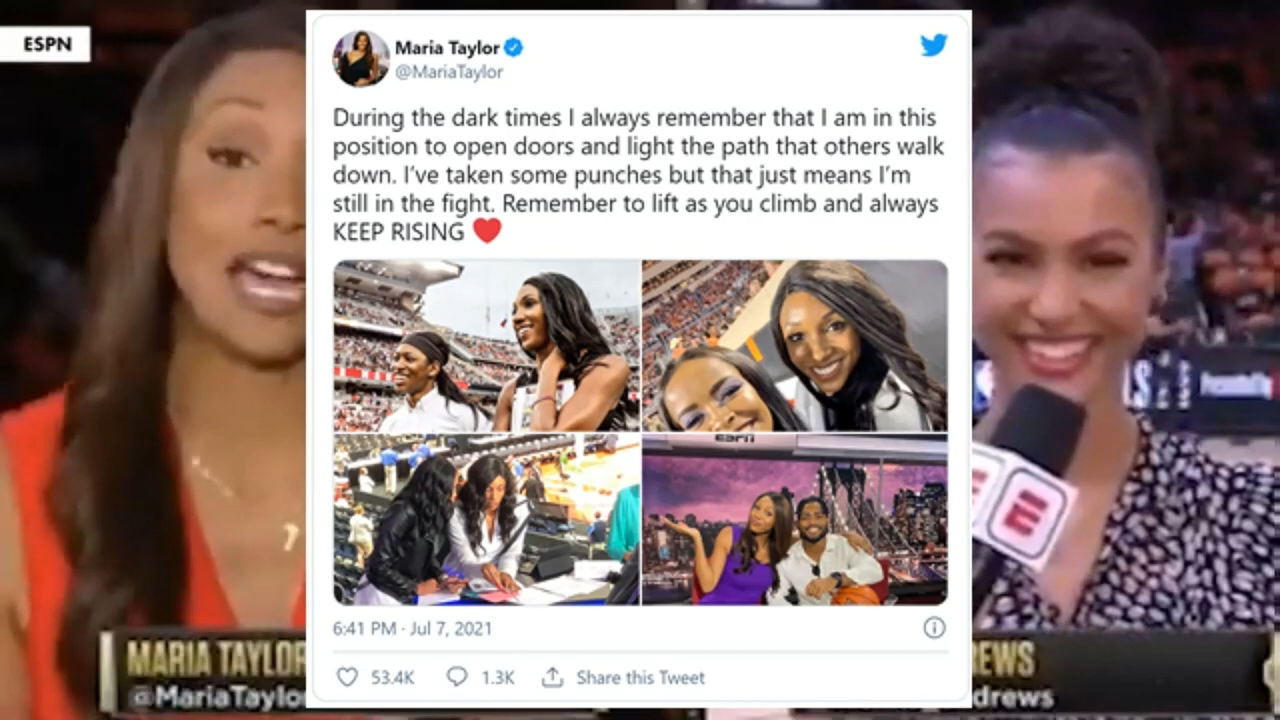 ESPN
Maria Taylor
@MariaTaylor
During the dark times I always remember that I am in this
position to open doors and light the path that others walk
down. I've taken some punches but that just means I'm
still in the fight. Remember to lift as you climb and always
KEEP RISING
ESPN
6:41 PM · Jul 7, 2021
53.4K
1.3K
Share this Tweet
MARIA TAYLOR
@MariaTaylo
E
REWS
drews